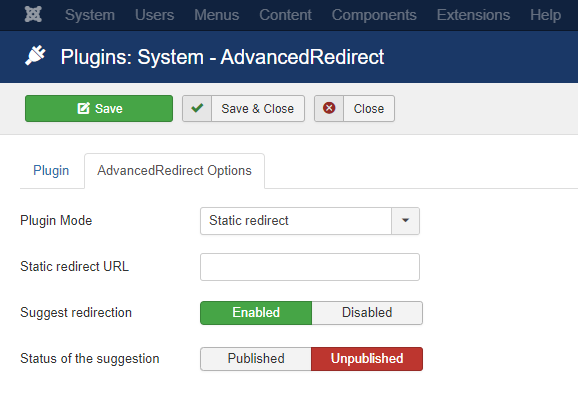 System Users Menus Content Components Extensions Help
Plugins: System - AdvancedRedirect
Save Save & Close Close
Plugin AdvancedRedirect Options
Plugin Mode Static redirect
Static redirect URL
Suggest redirection Enabled Disabled
Status of the suggestion Published Unpublished